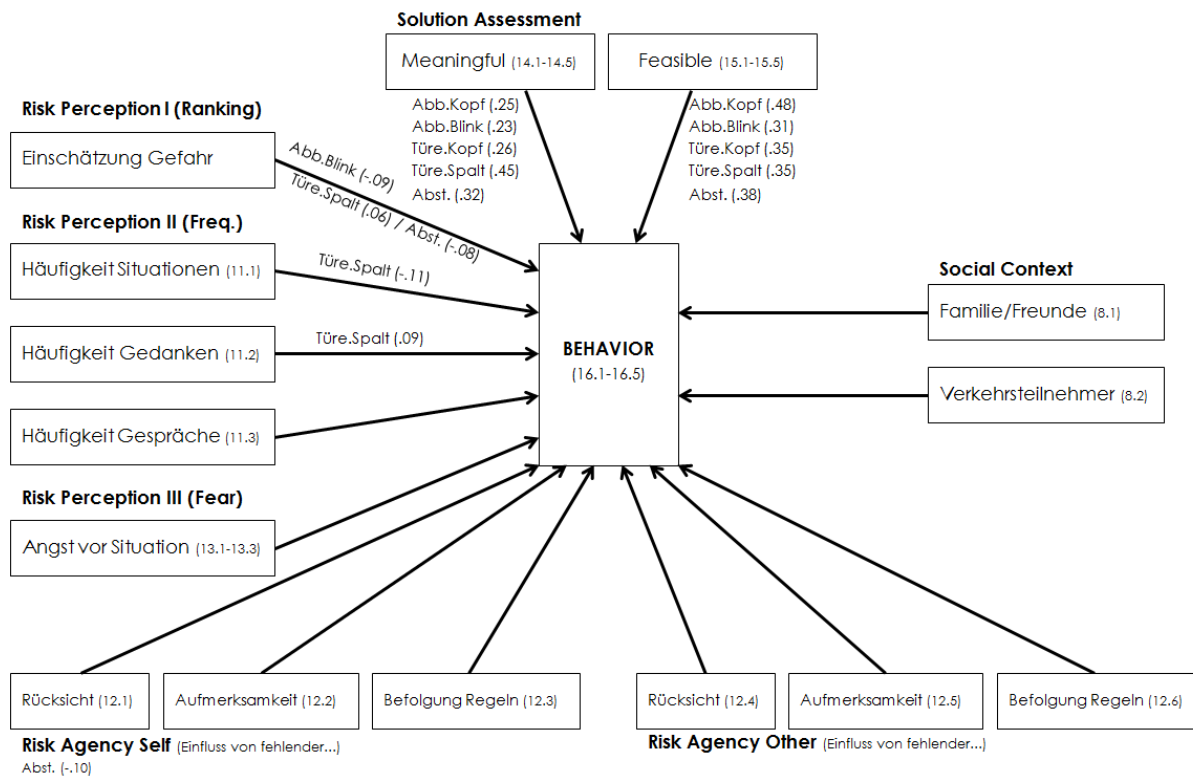 Solution Assessment
Meaningful (14.1-14.5)
Feasible (15.1-15.5)
Abb.Kopf (.25)
Abb.Blink (.23)
Türe.Kopf (.26)
Türe.Spalt (.45)
Abst. (.32)
Abb.Kopf (.48)
Abb.Blink (.31)
Türe.Kopf (.35)
Türe.Spalt (.35)
Abst. (.38)
Risk Perception I (Ranking)
Einschätzung Gefahr
Abb.Blink (-.09)
Türe.Spalt (.06) / Abst. (-.08)
Risk Perception II (Freq.)
Häufigkeit Situationen (11.1)
Türe.Spalt (-.11)
Häufigkeit Gedanken (11.2)
Türe.Spalt (.09)
Häufigkeit Gespräche (11.3)
BEHAVIOR
(16.1-16.5)
Social Context
Familie/Freunde (8.1)
Verkehrsteilnehmer (8.2)
Risk Perception III (Fear)
Angst vor Situation (13.1-13.3)
Rücksicht (12.1)
Aufmerksamkeit (12.2)
Befolgung Regeln (12.3)
Risk Agency Self (Einfluss von fehlender...)
Abst. (-.10)
Rücksicht (12.4)
Aufmerksamkeit (12.5)
Befolgung Regeln (12.6)
Risk Agency Other (Einfluss von fehlender...)